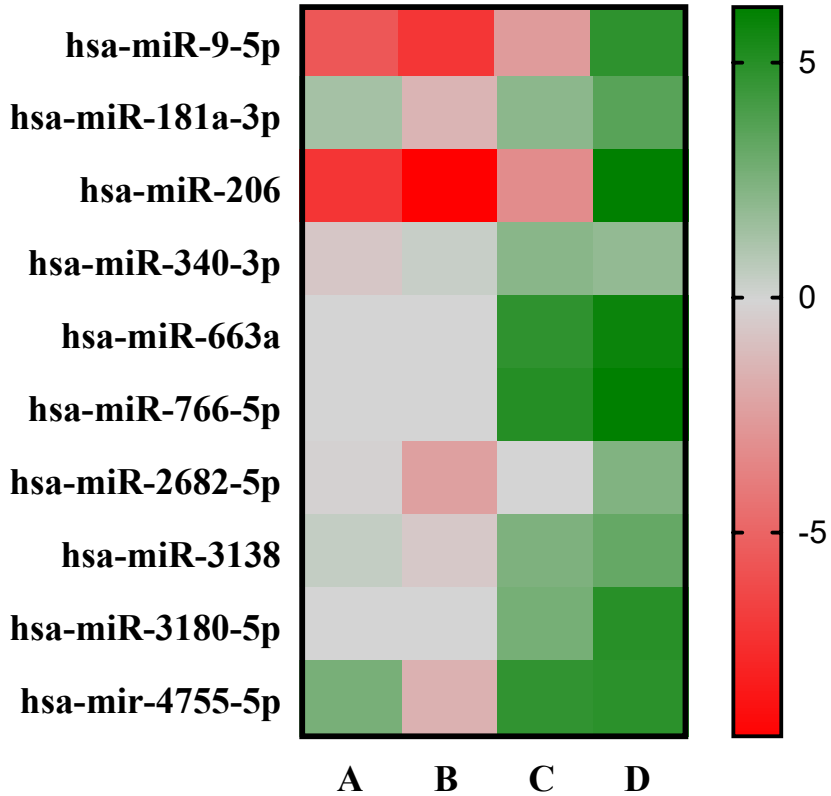 hsa-miR-9-5p
hsa-miR-181a-3p
hsa-miR-206
hsa-miR-340-3p
hsa-miR-663a
hsa-miR-766-5p
hsa-miR-2682-5p
hsa-miR-3138
hsa-miR-3180-5p
hsa-mir-4755-5p
A B C D
5
0
-5